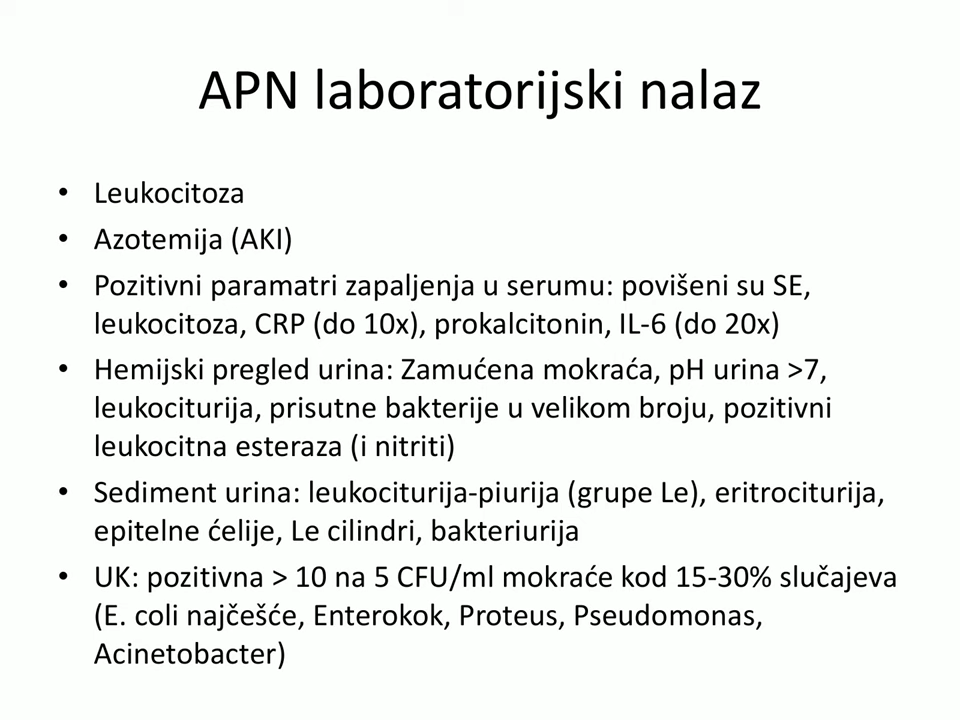 APN laboratorijski nalaz
• Leukocitoza
• Azotemija (AKI)
• Pozitivni paramatri zapaljenja u serumu: povišeni su SE,
leukocitoza, CRP (do 10x), prokalcitonin, IL-6 (do 20x)
• Hemijski pregled urina: Zamućena mokraća, pH urina >7,
leukociturija, prisutne bakterije u velikom broju, pozitivni
leukocitna esteraza (i nitriti)
• Sediment urina: leukociturija-piurija (grupe Le), eritrociturija,
epitelne ćelije, Le cilindri, bakteriurija
• UK: pozitivna > 10 na 5 CFU/ml mokraće kod 15-30% slučajeva
(E. coli najčešće, Enterokok, Proteus, Pseudomonas,
Acinetobacter)